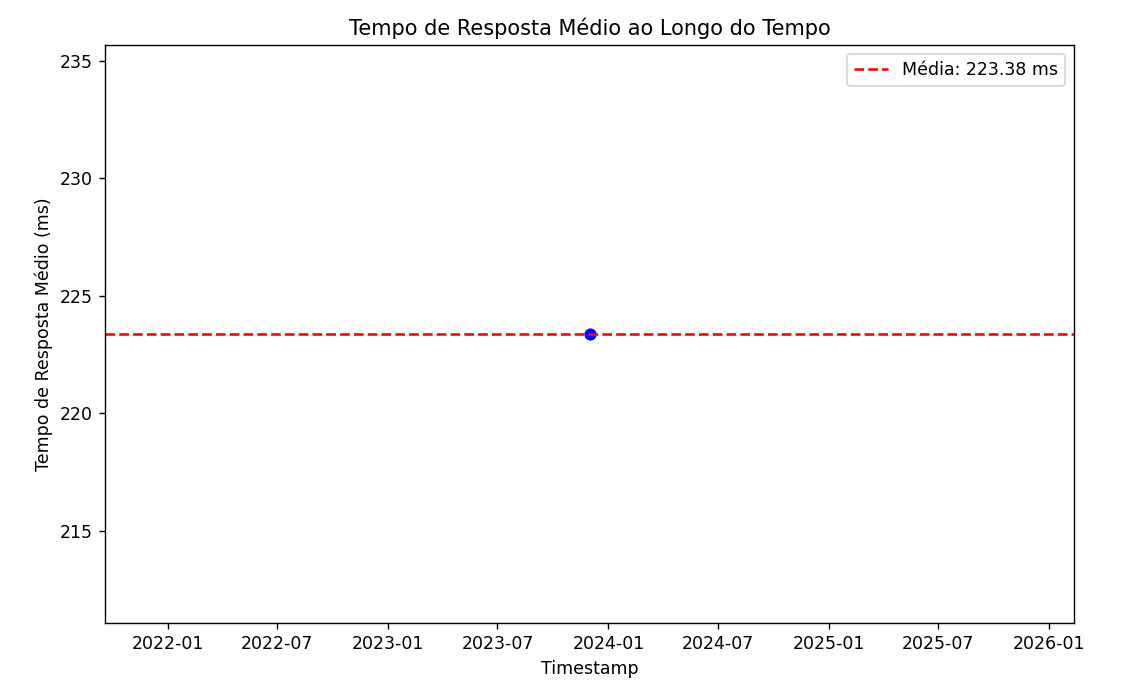 Tempo de Resposta Médio ao Longo do Tempo
Média: 223.38 ms
Tempo de Resposta Médio (ms)
235
230
225
220
215
2022-01 2022-07 2023-01 2023-07 2024-01 2024-07 2025-01 2025-07 2026-01
Timestamp